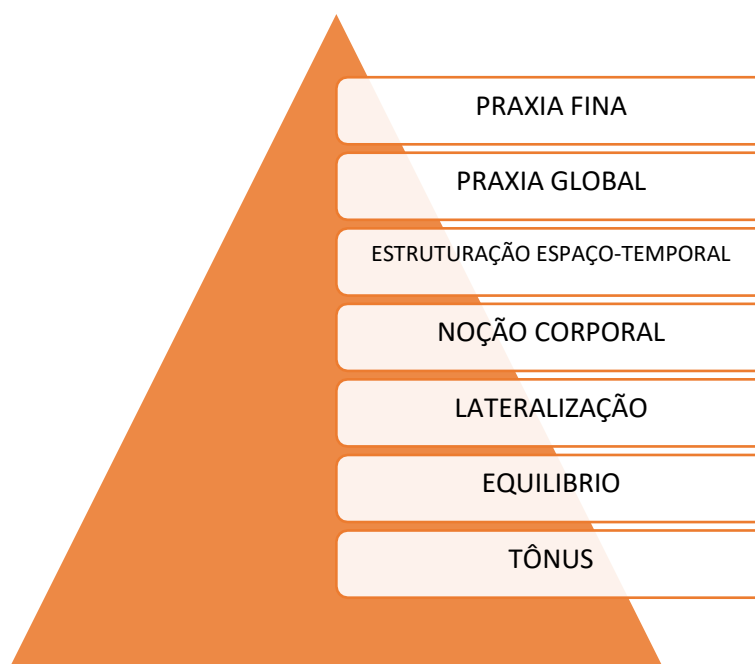 PRAXIA FINA
PRAXIA GLOBAL
ESTRUTURAÇÃO ESPAÇO-TEMPORAL
NOÇÃO CORPORAL
LATERALIZAÇÃO
EQUILIBRIO
TÔNUS